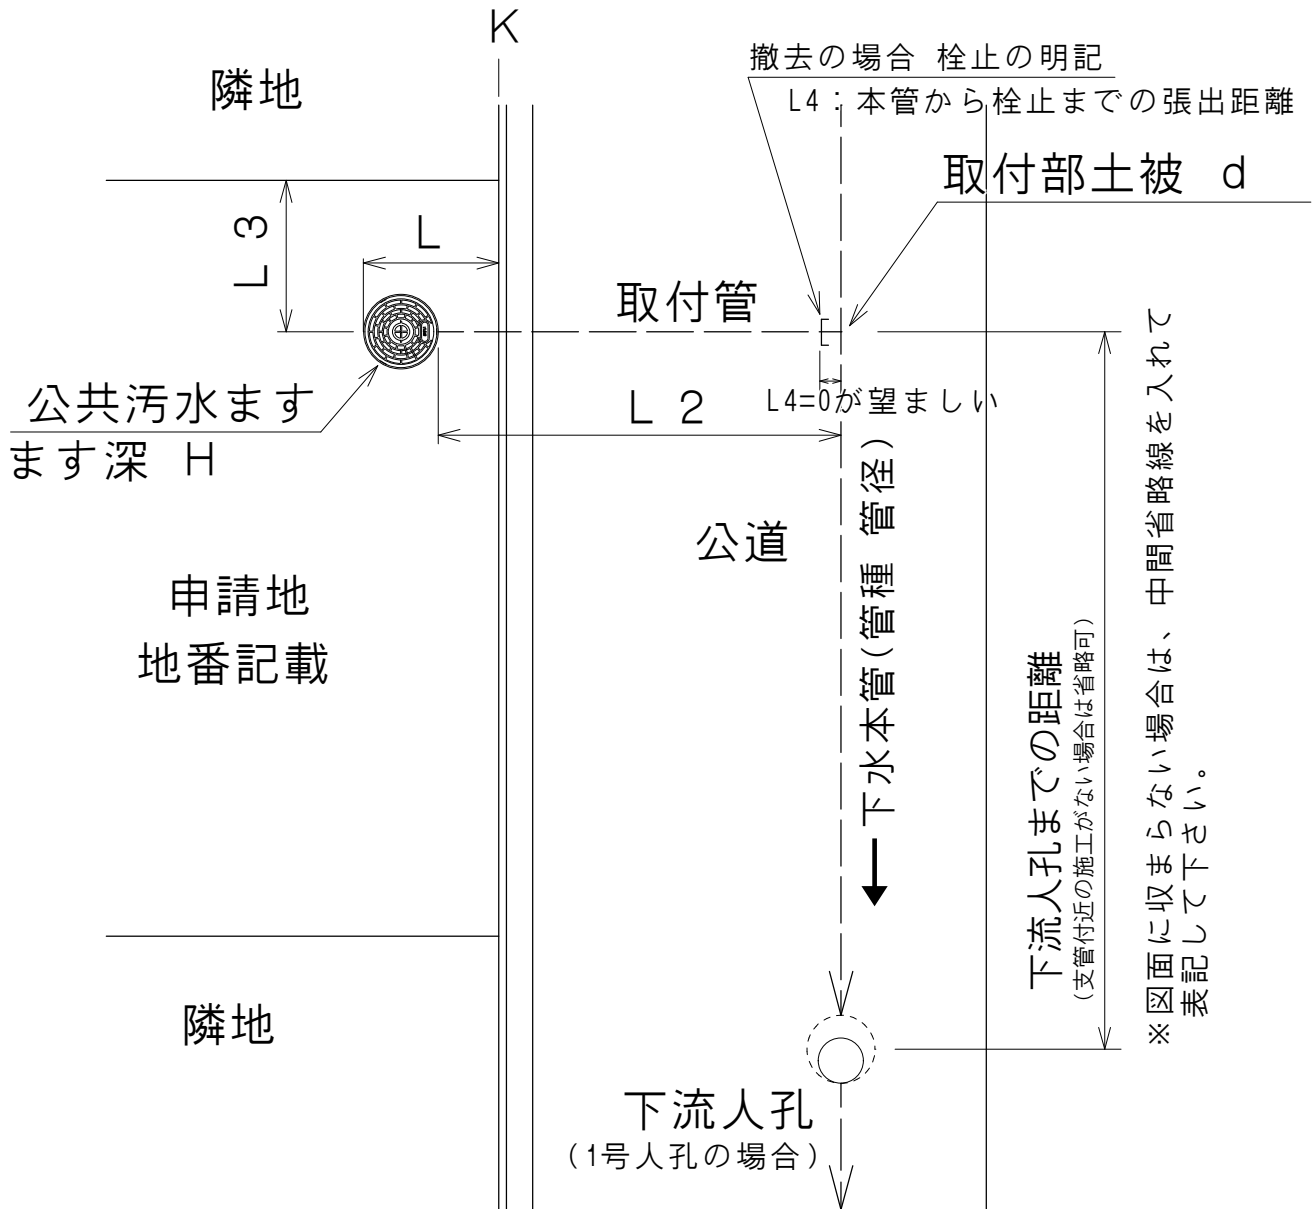 K
撤去の場合 栓止の明記
L4：本管から栓止までの張出距離
隣地
取付部土被 d
L3
L
取付管
公共汚水ます
ます深 H
L2
L4=0が望ましい
公道
下水本管(管種 管径)
申請地
地番記載
下流人孔までの距離
(支管付近の施工がない場合は省略可)
※図面に収まらない場合は、中間省略線を入れて
表記して下さい。
隣地
下流人孔
(1号人孔の場合)